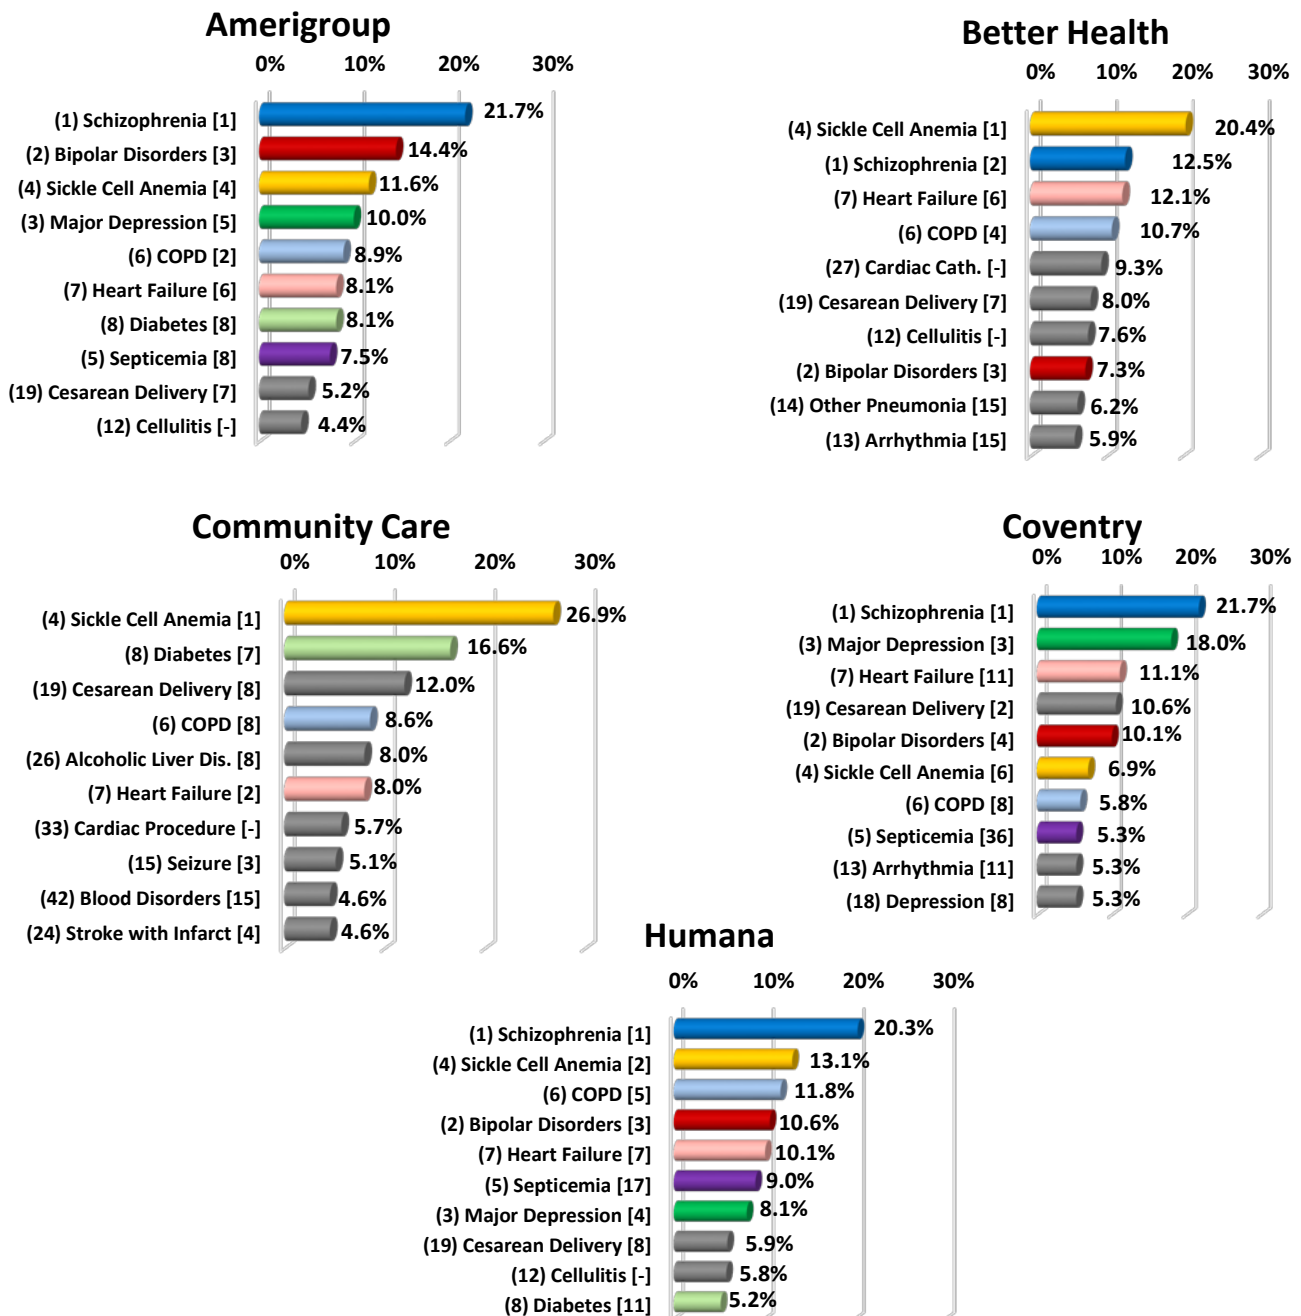 Amerigroup
0% 10% 20% 30%
(1) Schizophrenia [1] 21.7%
(2) Bipolar Disorders [3] 14.4%
(4) Sickle Cell Anemia [4] 11.6%
(3) Major Depression [5] 10.0%
(6) COPD [2] 8.9%
(7) Heart Failure [6] 8.1%
(8) Diabetes [8] 8.1%
(5) Septicemia [8] 7.5%
(19) Cesarean Delivery [7] 5.2%
(12) Cellulitis [-] 4.4%
Better Health
0% 10% 20% 30%
(4) Sickle Cell Anemia [1] 20.4%
(1) Schizophrenia [2] 12.5%
(7) Heart Failure [6] 12.1%
(6) COPD [4] 10.7%
(27) Cardiac Cath. [-] 9.3%
(19) Cesarean Delivery [7] 8.0%
(12) Cellulitis [-] 7.6%
(2) Bipolar Disorders [3] 7.3%
(14) Other Pneumonia [15] 6.2%
(13) Arrhythmia [15] 5.9%
Community Care
0% 10% 20% 30%
(4) Sickle Cell Anemia [1] 26.9%
(8) Diabetes [7] 16.6%
(19) Cesarean Delivery [8] 12.0%
(6) COPD [8] 8.6%
(26) Alcoholic Liver Dis. [8] 8.0%
(7) Heart Failure [2] 8.0%
(33) Cardiac Procedure [-] 5.7%
(15) Seizure [3] 5.1%
(42) Blood Disorders [15] 4.6%
(24) Stroke with Infarct [4] 4.6%
Coventry
0% 10% 20% 30%
(1) Schizophrenia [1] 21.7%
(3) Major Depression [3] 18.0%
(7) Heart Failure [11] 11.1%
(19) Cesarean Delivery [2] 10.6%
(2) Bipolar Disorders [4] 10.1%
(4) Sickle Cell Anemia [6] 6.9%
(6) COPD [8] 5.8%
(5) Septicemia [36] 5.3%
(13) Arrhythmia [11] 5.3%
(18) Depression [8] 5.3%
Humana
0% 10% 20% 30%
(1) Schizophrenia [1] 20.3%
(4) Sickle Cell Anemia [2] 13.1%
(6) COPD [5] 11.8%
(2) Bipolar Disorders [3] 10.6%
(7) Heart Failure [7] 10.1%
(5) Septicemia [17] 9.0%
(3) Major Depression [4] 8.1%
(19) Cesarean Delivery [8] 5.9%
(12) Cellulitis [-] 5.8%
(8) Diabetes [11] 5.2%